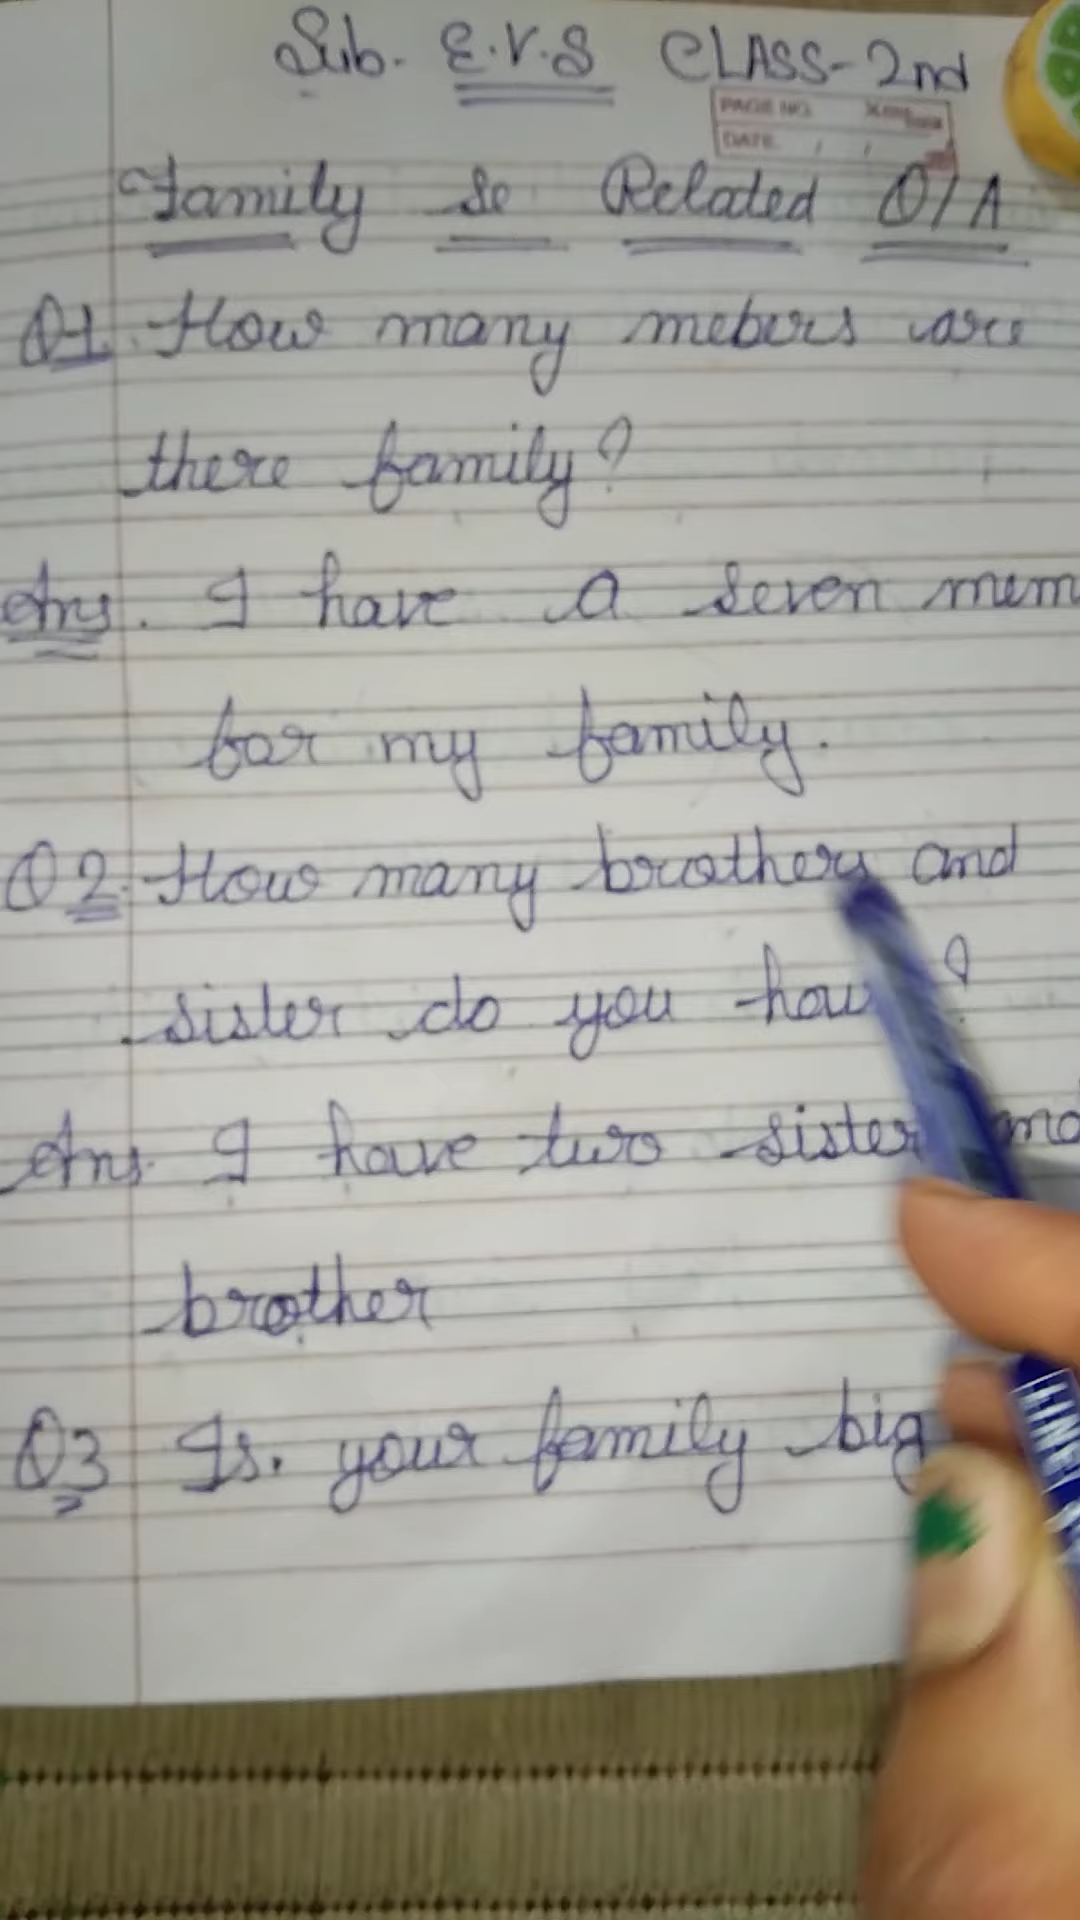 Sub. E.V.S CLASS-2nd
PAGE NO.
DATE / /
Family se Related Q/A
Q1. How many mebers are
there family?
Ans. I have a seven mem
for my family.
Q2. How many brothers and
sister do you hav ?
Ans. I have two sister and
brother
Q3 Is. your family big